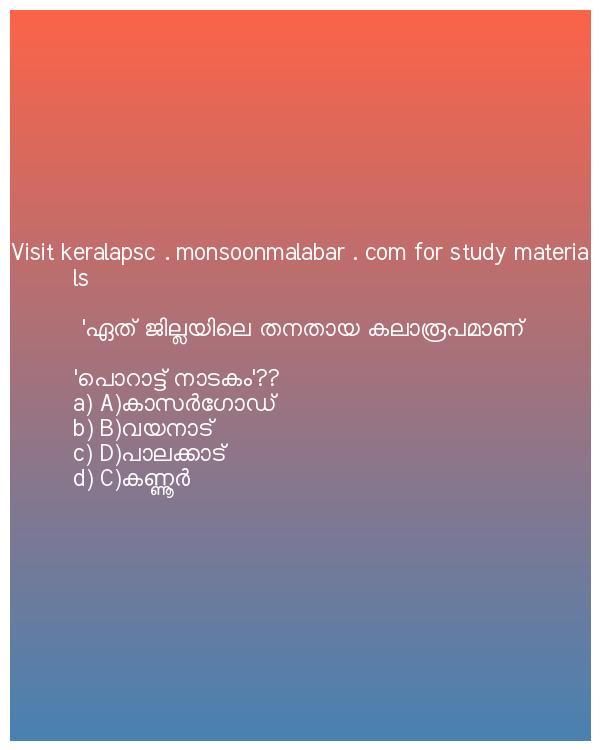 Visit keralapsc . monsoonmalabar . com for study materia
ls
'ഏത് ജില്ലയിലെ തനതായ കലാരൂപമാണ്
'പൊറാട്ട് നാടകം'??
a) A)കാസർഗോഡ്
b) B)വയനാട്
c) D)പാലക്കാട്
d) C)കണ്ണൂർ